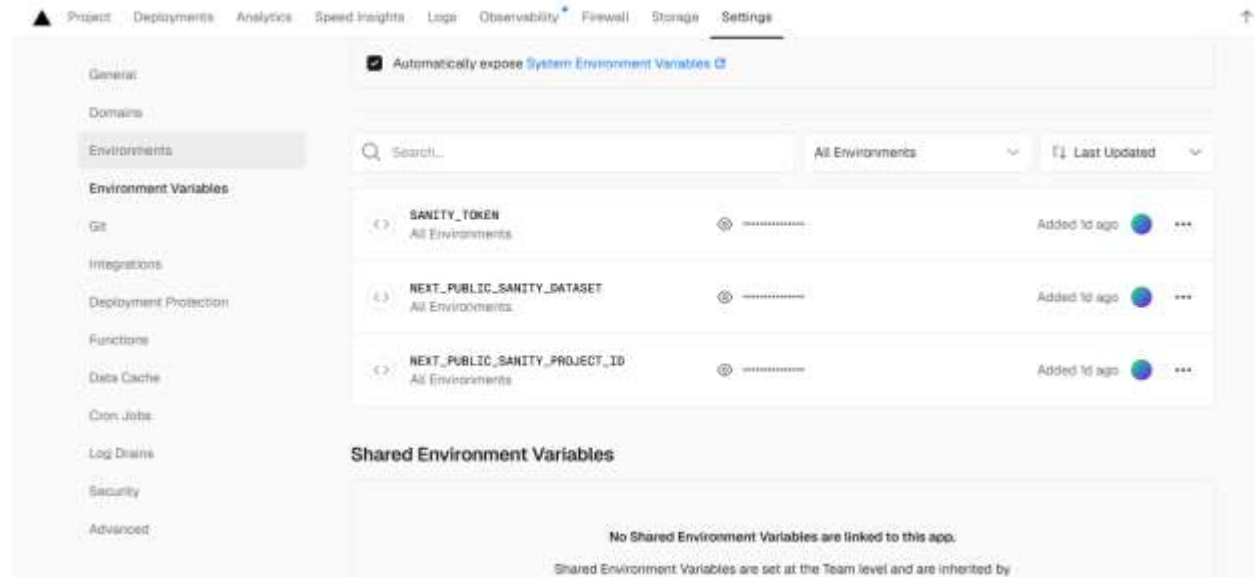 Project Deployments Analytics Speed Insights Logs Observability Firewall Storage Settings
Automatically expose System Environment Variables
General
Domains
Environments
Environment Variables
Git
Integrations
Deployment Protection
Functions
Data Cache
Cron Jobs
Log Drains
Security
Advanced
Search...
All Environments
Last Updated
SANITY_TOKEN
All Environments
Added 1d ago
NEXT_PUBLIC_SANITY_DATASET
All Environments
Added 1d ago
NEXT_PUBLIC_SANITY_PROJECT_ID
All Environments
Added 1d ago
Shared Environment Variables
No Shared Environment Variables are linked to this app.
Shared Environment Variables are set at the Team level and are inherited by